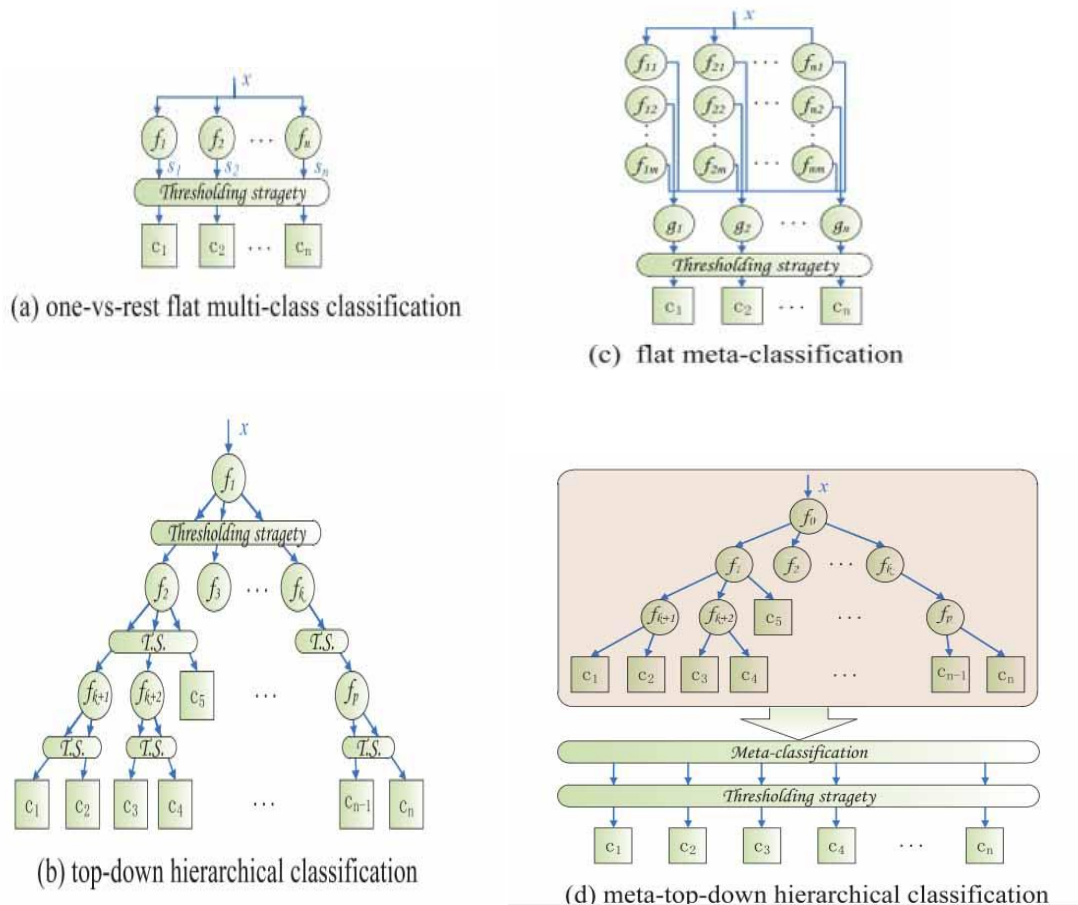 x
f1 f2 ... fn
s1 s2 sn
Thresholding stragety
c1 c2 ... cn
(a) one-vs-rest flat multi-class classification
x
f11 f21 ... fn1
f12 f22 ... fn2
f1m f2m ... fnm
g1 g2 ... gn
Thresholding stragety
c1 c2 ... cn
(c) flat meta-classification
x
f1
Thresholding stragety
f2 f3 ... fk
T.S. T.S.
fk+1 fk+2 c5 ... fp
T.S. T.S. T.S.
c1 c2 c3 c4 ... cn-1 cn
(b) top-down hierarchical classification
x
f0
f1 f2 ... fk
fk+1 fk+2 c5 ... fp
c1 c2 c3 c4 ... cn-1 cn
Meta-classification
Thresholding stragety
c1 c2 c3 c4 ... cn
(d) meta-top-down hierarchical classification